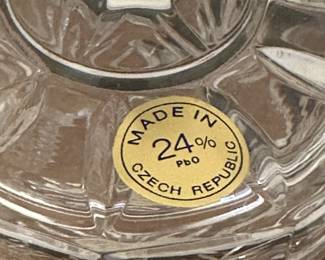 MADE IN
24%
PbO
CZECH REPUBLIC